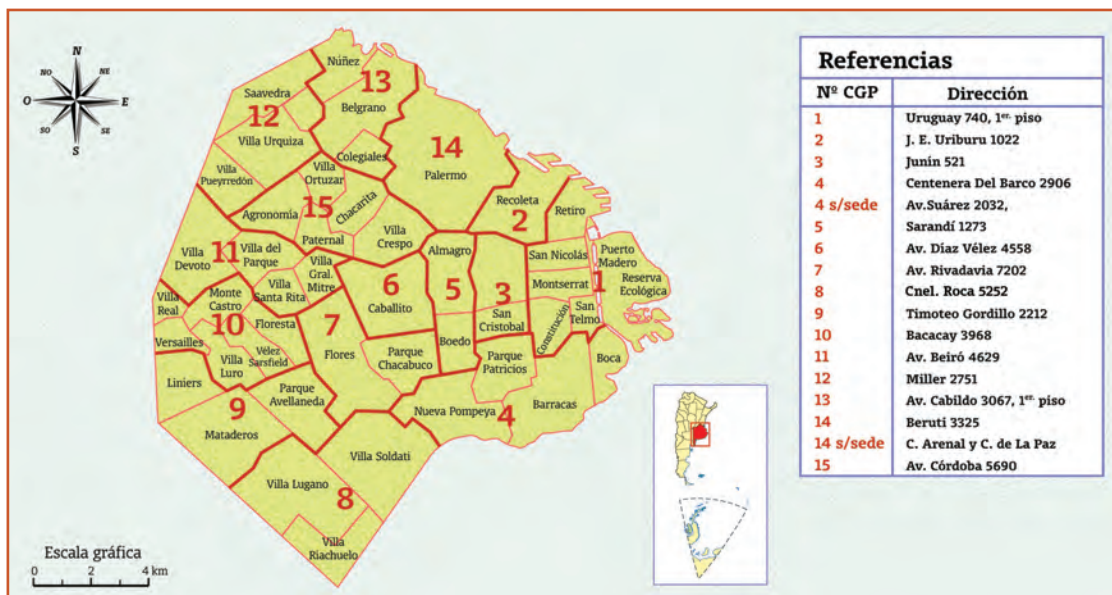 N
NO
NE
O
E
SO
SE
S
Núñez
13
Saavedra
12
Belgrano
Villa Urquiza
14
Colegiales
Villa
Pueyrredón
Villa
Ortuzar
Palermo
Agronomía
15
Chacarita
Recoleta
2
Retiro
Paternal
Villa
Crespo
Villa
Devoto
11
Villa del
Parque
Almagro
San Nicolás
Puerto
Madero
Villa
Gral.
Mitre
6
Reserva
Ecológica
Villa
Santa Rita
5
3
Montserrat
1
Villa
Real
Monte
Castro
Caballito
San
Cristobal
Constitución
San
Telmo
10
Floresta
7
Versailles
Boedo
Vélez
Sarsfield
Villa
Luro
Flores
Parque
Chacabuco
Parque
Patricios
Boca
Liniers
Parque
Avellaneda
9
Nueva Pompeya
4
Barracas
Mataderos
Villa Soldati
Villa Lugano
8
Villa
Riachuelo
Escala gráfica
0 2 4 km
Referencias
Nº CGP Dirección
1 Uruguay 740, 1er. piso
2 J. E. Uriburu 1022
3 Junín 521
4 Centenera Del Barco 2906
4 s/sede Av.Suárez 2032,
5 Sarandí 1273
6 Av. Díaz Vélez 4558
7 Av. Rivadavia 7202
8 Cnel. Roca 5252
9 Timoteo Gordillo 2212
10 Bacacay 3968
11 Av. Beiró 4629
12 Miller 2751
13 Av. Cabildo 3067, 1er. piso
14 Beruti 3325
14 s/sede C. Arenal y C. de La Paz
15 Av. Córdoba 5690